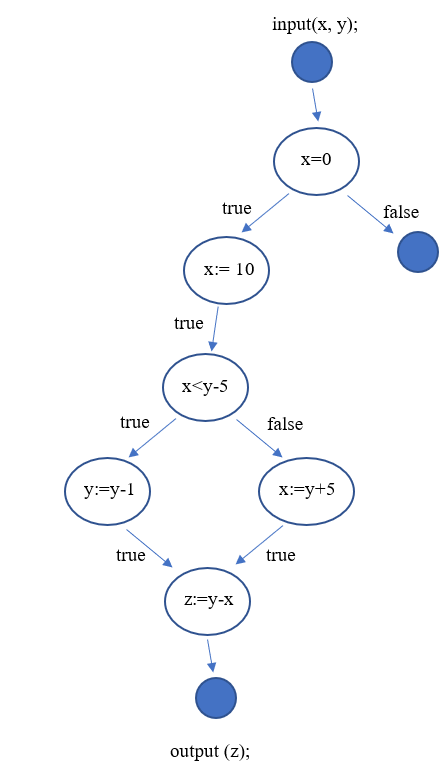 input(x, y);
x=0
true
false
x:= 10
true
x<y-5
true
false
y:=y-1
x:=y+5
true
true
z:=y-x
output (z);